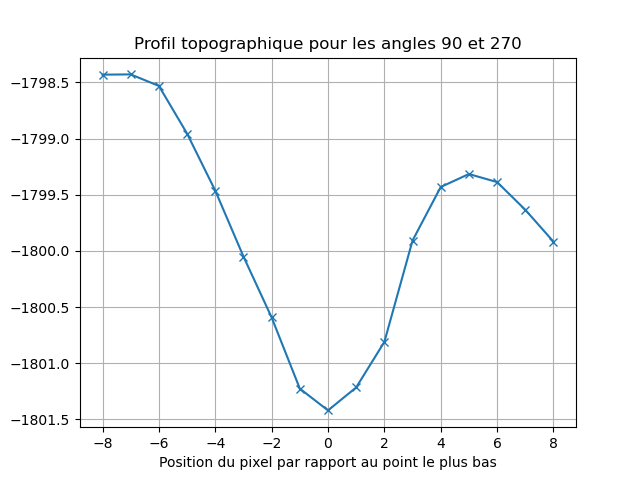 Profil topographique pour les angles 90 et 270
−1798.5
−1799.0
−1799.5
−1800.0
−1800.5
−1801.0
−1801.5
−8 −6 −4 −2 0 2 4 6 8
Position du pixel par rapport au point le plus bas